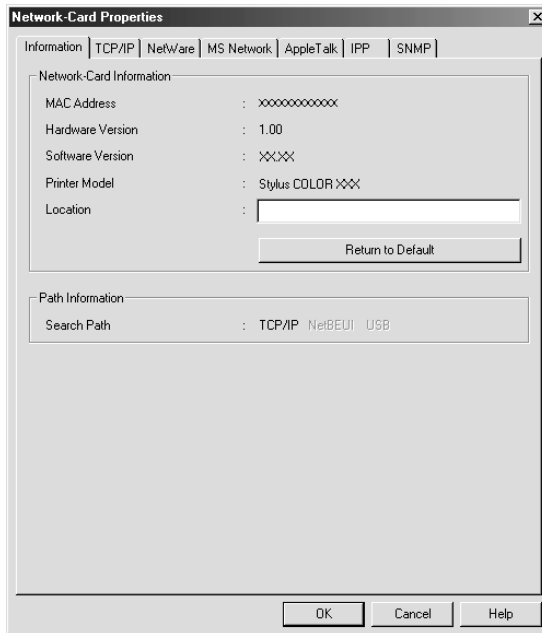 Network-Card Properties
Information TCP/IP NetWare MS Network AppleTalk IPP SNMP
Network-Card Information
MAC Address : XXXXXXXXXXXX
Hardware Version : 1.00
Software Version : XX.XX
Printer Model : Stylus COLOR XXX
Location :
Return to Default
Path Information
Search Path : TCP/IP NetBEUI USB
OK Cancel Help